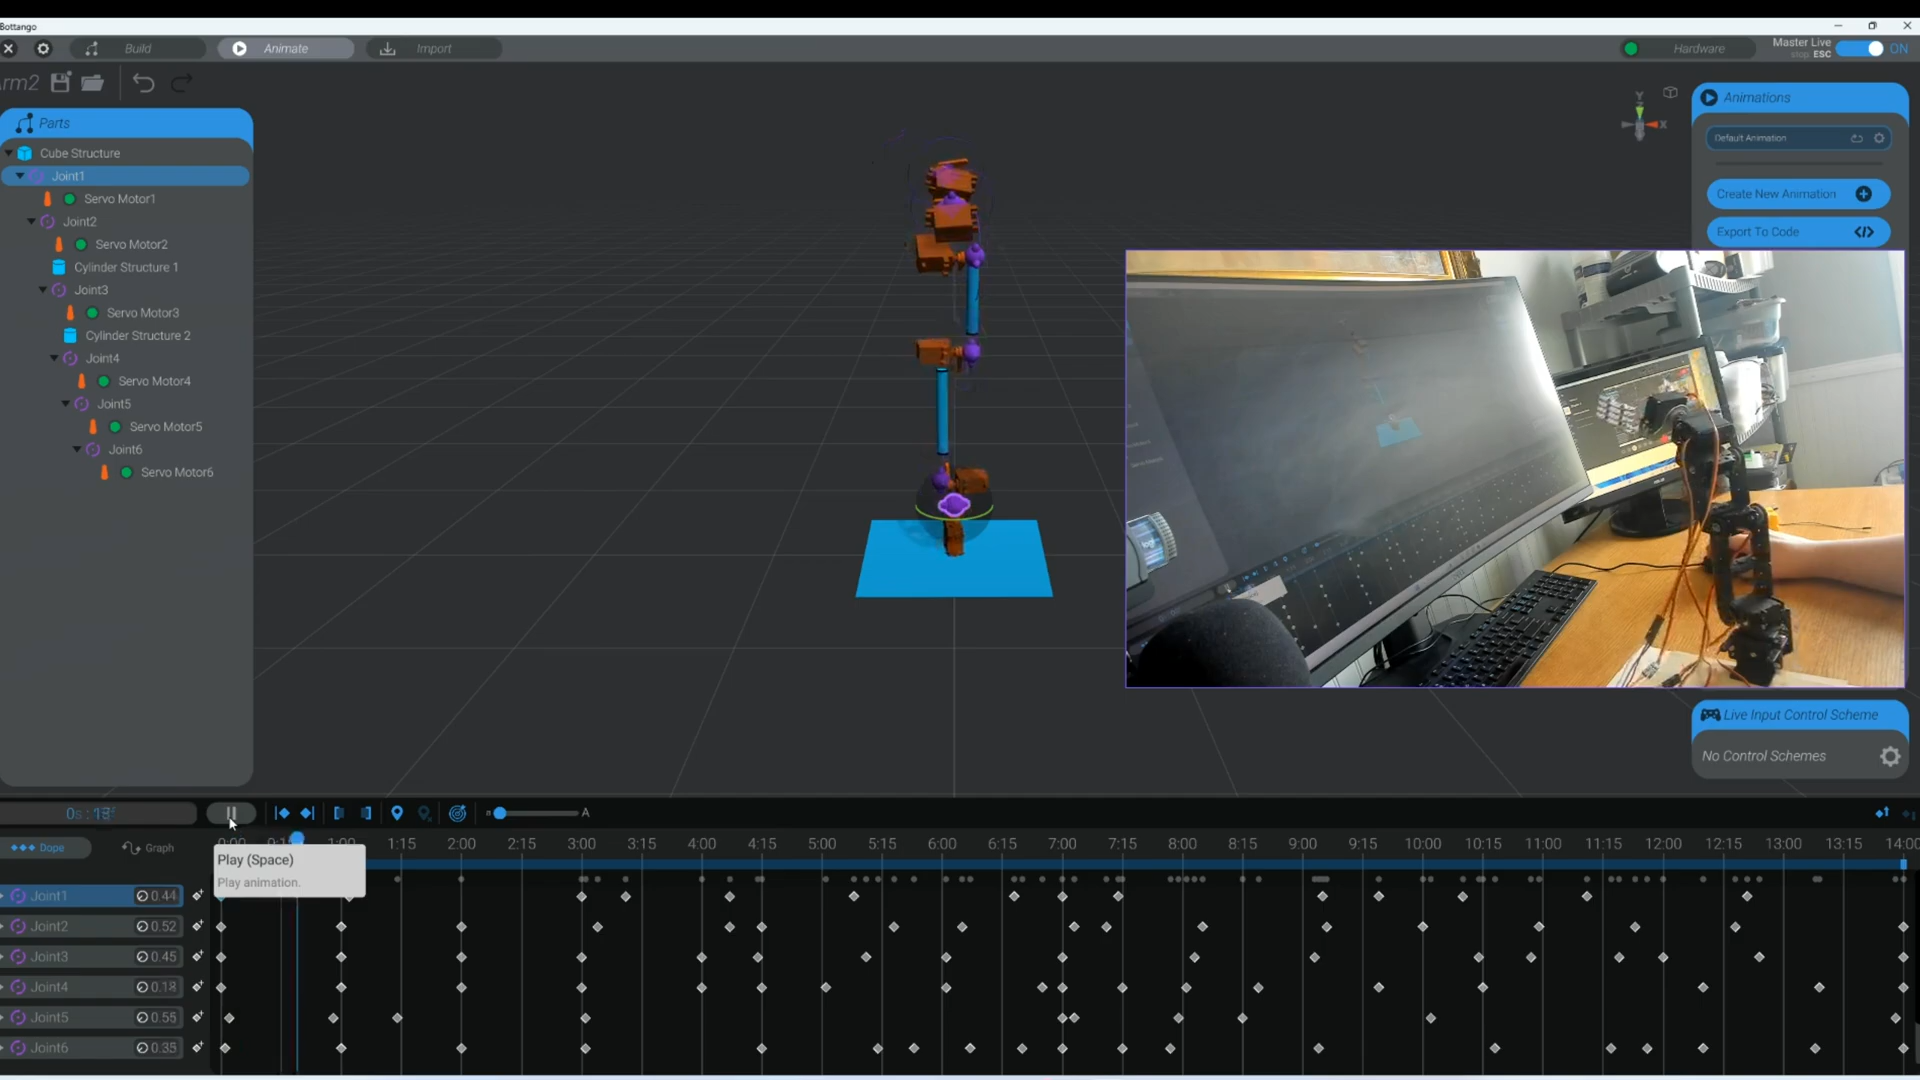 Bottango
Build
Animate
Import
Hardware
Master Live
stop: ESC
ON
rm2
Parts
Cube Structure
Joint1
Servo Motor1
Joint2
Servo Motor2
Cylinder Structure 1
Joint3
Servo Motor3
Cylinder Structure 2
Joint4
Servo Motor4
Joint5
Servo Motor5
Joint6
Servo Motor6
Y
X
Animations
Default Animation
Create New Animation
Export To Code
Live Input Control Scheme
No Control Schemes
A
Dope
Graph
0:00 1:00 1:15 2:00 2:15 3:00 3:15 4:00 4:15 5:00 5:15 6:00 6:15 7:00 7:15 8:00 8:15 9:00 9:15 10:00 10:15 11:00 11:15 12:00 12:15 13:00 13:15 14:00
Play (Space)
Play animation.
Joint1 0.44
Joint2 0.52
Joint3 0.45
Joint4 0.18
Joint5 0.55
Joint6 0.35